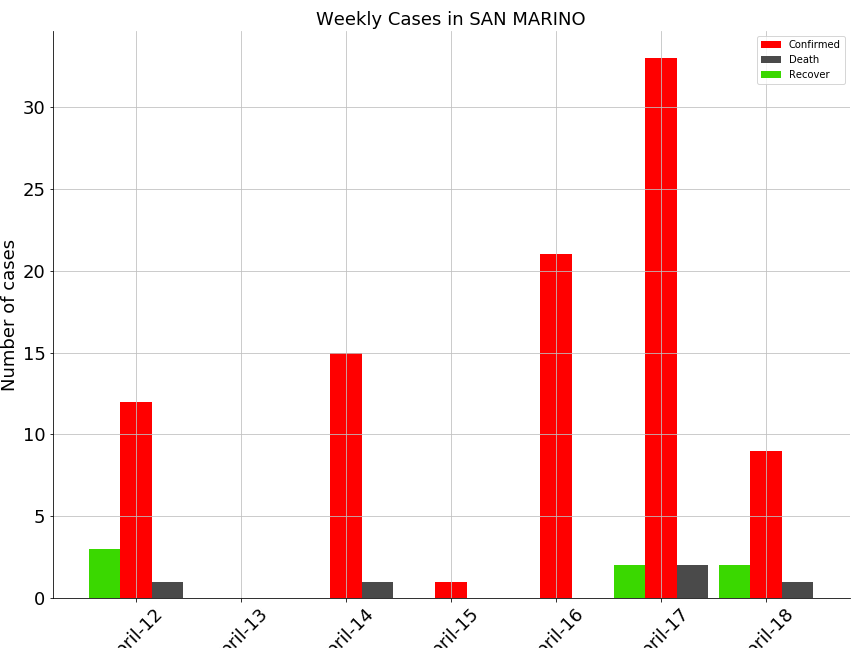 Weekly Cases in SAN MARINO
Confirmed
Death
Recover
Number of cases
30
25
20
15
10
5
0
pril-12
pril-13
pril-14
pril-15
pril-16
pril-17
pril-18